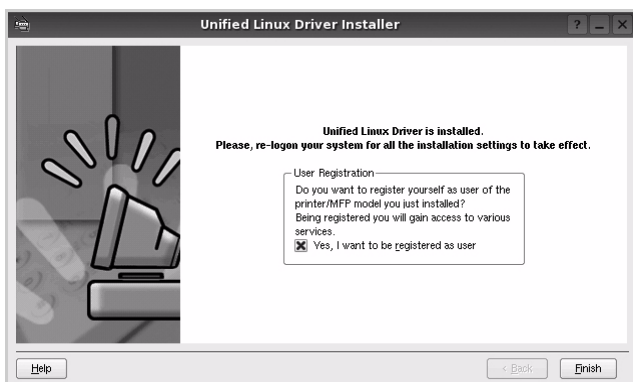 Unified Linux Driver Installer
? _ X
Unified Linux Driver is installed.
Please, re-logon your system for all the installation settings to take effect.
User Registration
Do you want to register yourself as user of the
printer/MFP model you just installed?
Being registered you will gain access to various
services.
Yes, I want to be registered as user
Help
< Back
Finish